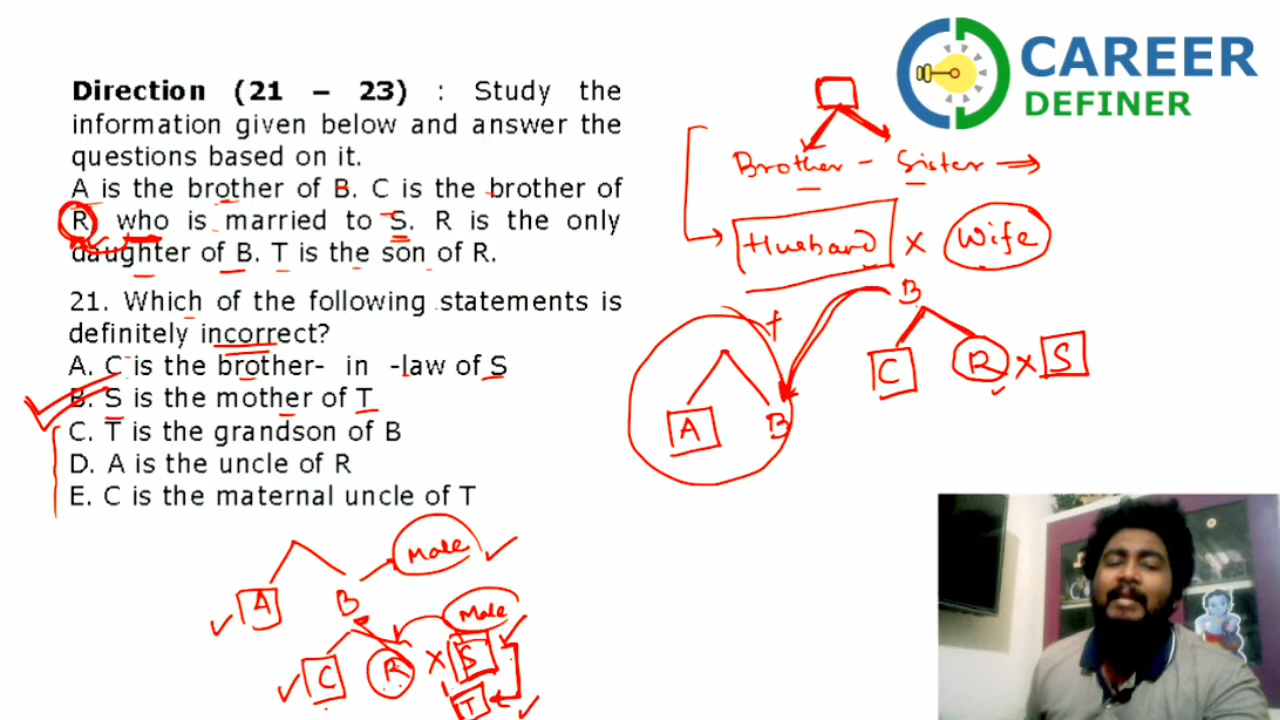 CAREER
DEFINER
Direction (21 – 23) : Study the
information given below and answer the
questions based on it.
A is the brother of B. C is the brother of
R who is married to S. R is the only
daughter of B. T is the son of R.
21. Which of the following statements is
definitely incorrect?
A. C is the brother- in -law of S
B. S is the mother of T
C. T is the grandson of B
D. A is the uncle of R
E. C is the maternal uncle of T
Brother - Sister
Husband x Wife
B
C R x S
A B
Male
A B
Male
C R x S
T